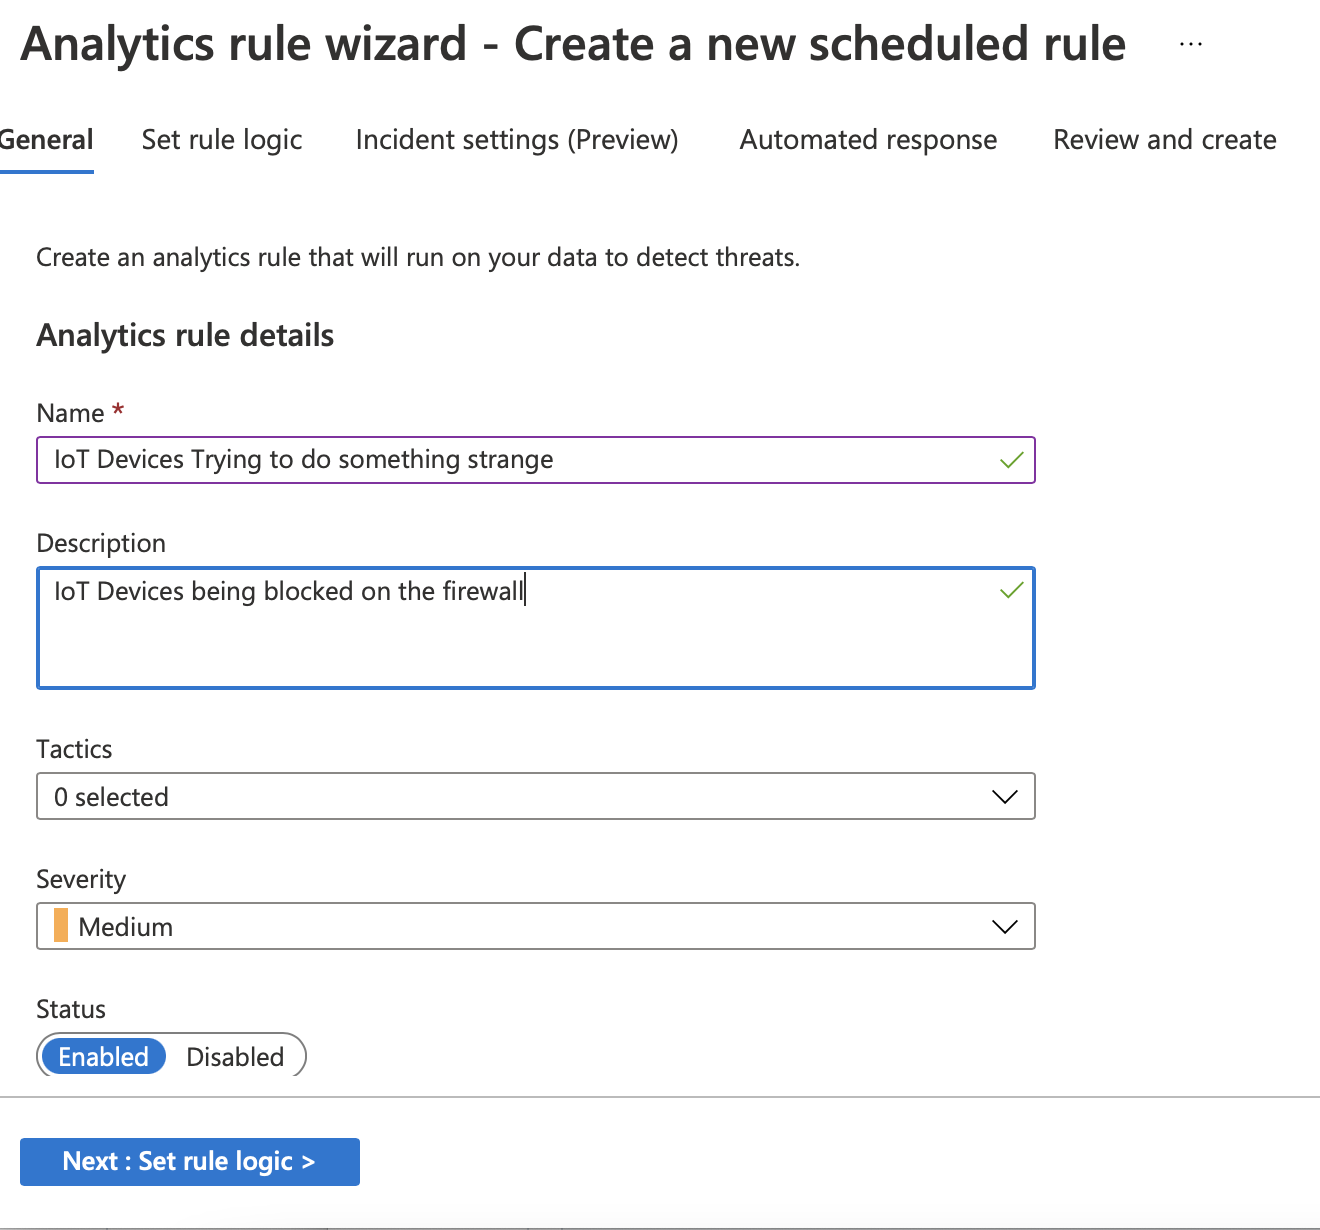 Analytics rule wizard - Create a new scheduled rule ...
General Set rule logic Incident settings (Preview) Automated response Review and create
Create an analytics rule that will run on your data to detect threats.
Analytics rule details
Name *
IoT Devices Trying to do something strange
Description
IoT Devices being blocked on the firewall
Tactics
0 selected
Severity
Medium
Status
Enabled Disabled
Next : Set rule logic >